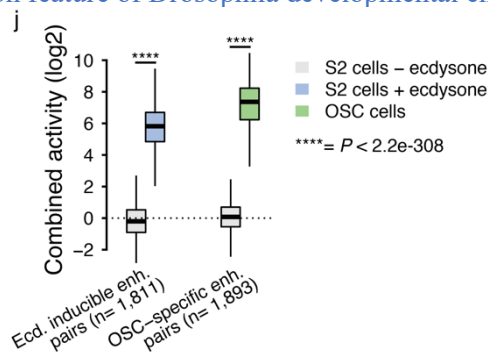 j
Combined activity (log2)
10
8
6
4
2
0
−2
****
****
Ecd. inducible enh.
pairs (n= 1,811)
OSC−specific enh.
pairs (n= 1,893)
S2 cells − ecdysone
S2 cells + ecdysone
OSC cells
****= P < 2.2e-308